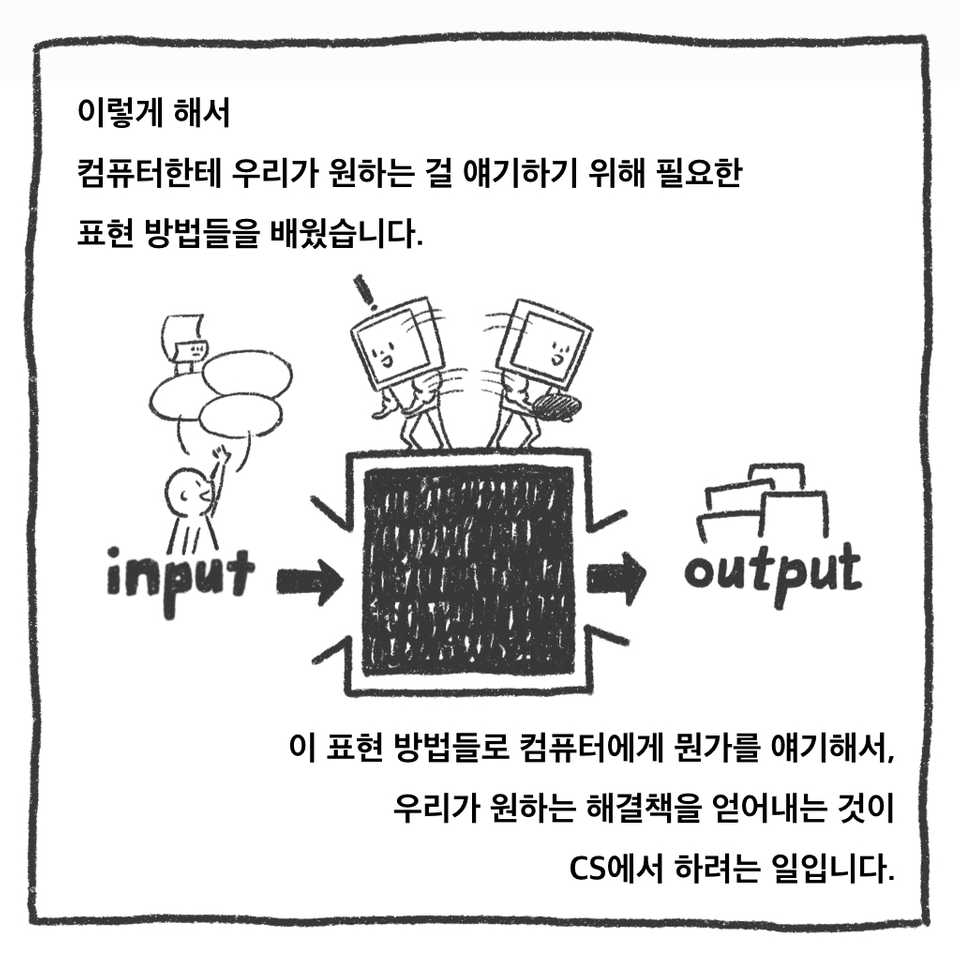 이렇게 해서
컴퓨터한테 우리가 원하는 걸 얘기하기 위해 필요한
표현 방법들을 배웠습니다.
input
output
이 표현 방법들로 컴퓨터에게 뭔가를 얘기해서,
우리가 원하는 해결책을 얻어내는 것이
CS에서 하려는 일입니다.